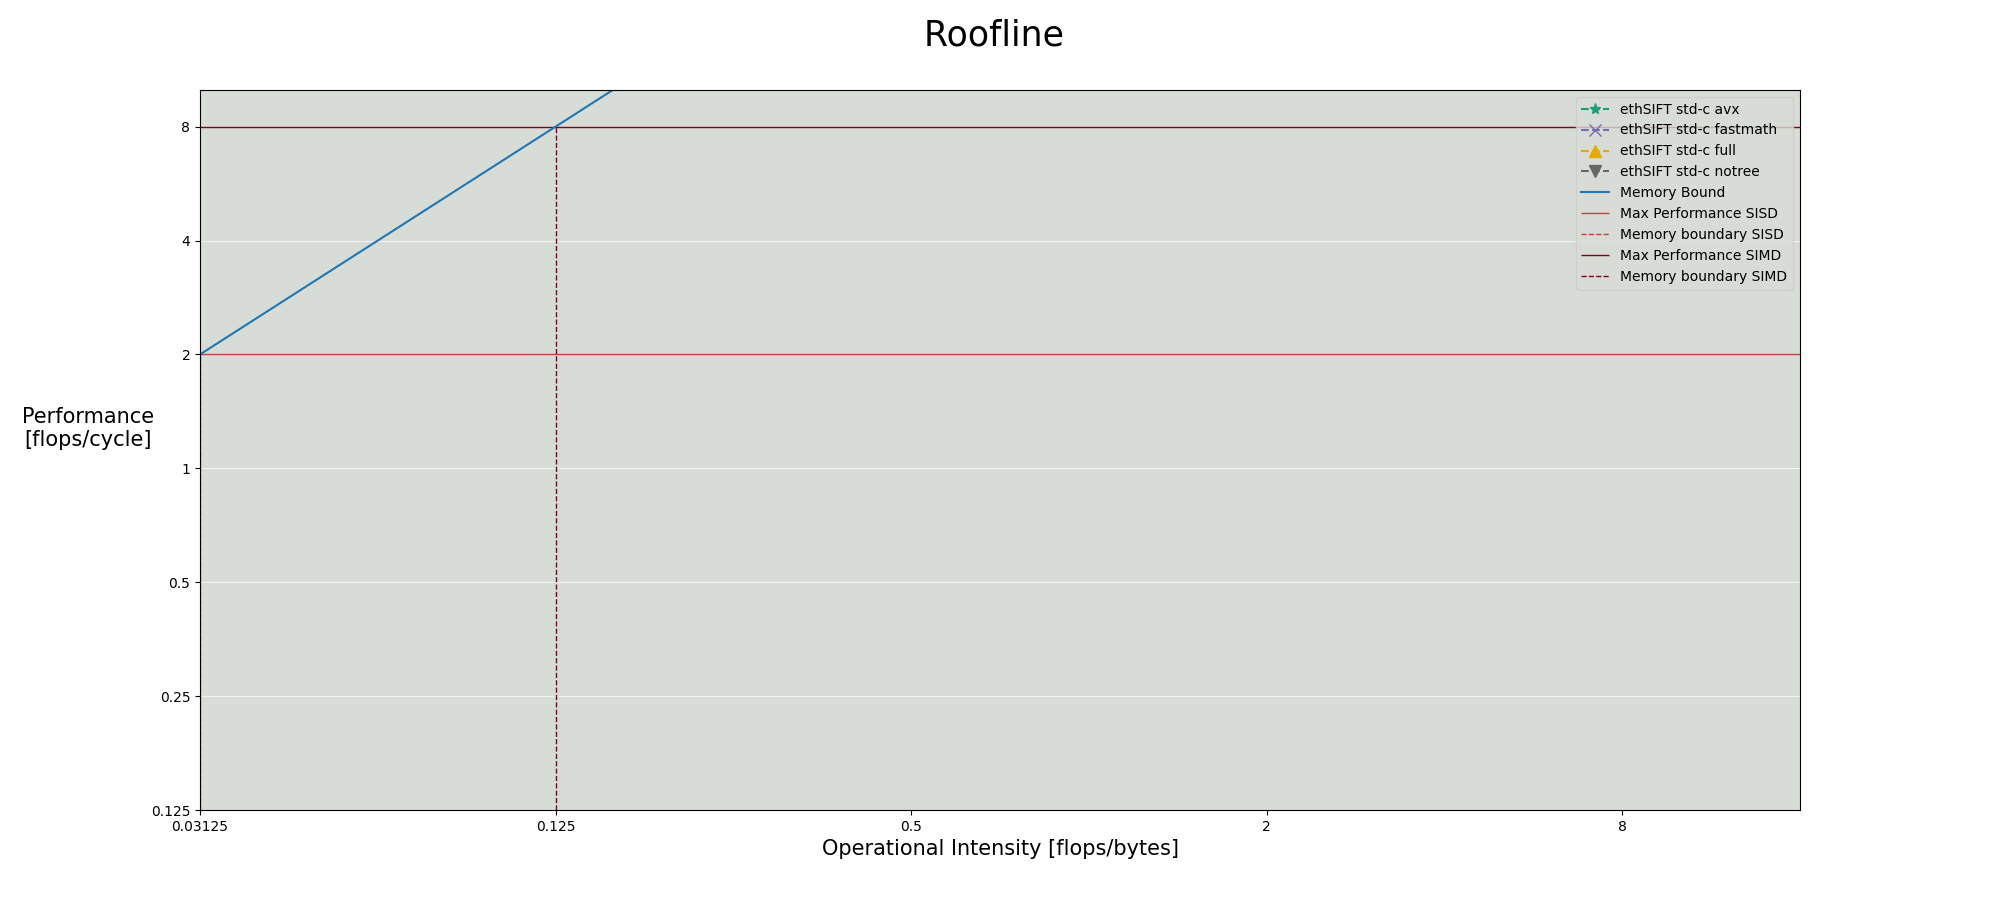 Roofline
ethSIFT std-c avx
ethSIFT std-c fastmath
ethSIFT std-c full
ethSIFT std-c notree
Memory Bound
Max Performance SISD
Memory boundary SISD
Max Performance SIMD
Memory boundary SIMD
8
4
2
1
0.5
0.25
0.125
Performance
[flops/cycle]
0.03125
0.125
0.5
2
8
Operational Intensity [flops/bytes]